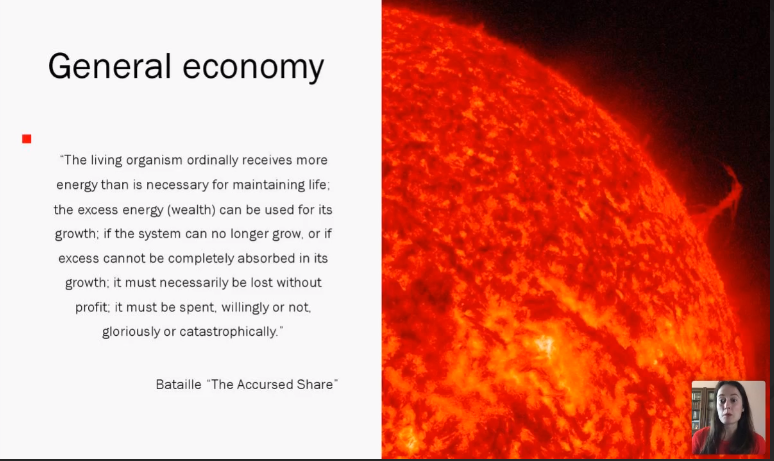 General economy
“The living organism ordinally receives more
energy than is necessary for maintaining life;
the excess energy (wealth) can be used for its
growth; if the system can no longer grow, or if
excess cannot be completely absorbed in its
growth; it must necessarily be lost without
profit; it must be spent, willingly or not,
gloriously or catastrophically.”
Bataille “The Accursed Share”